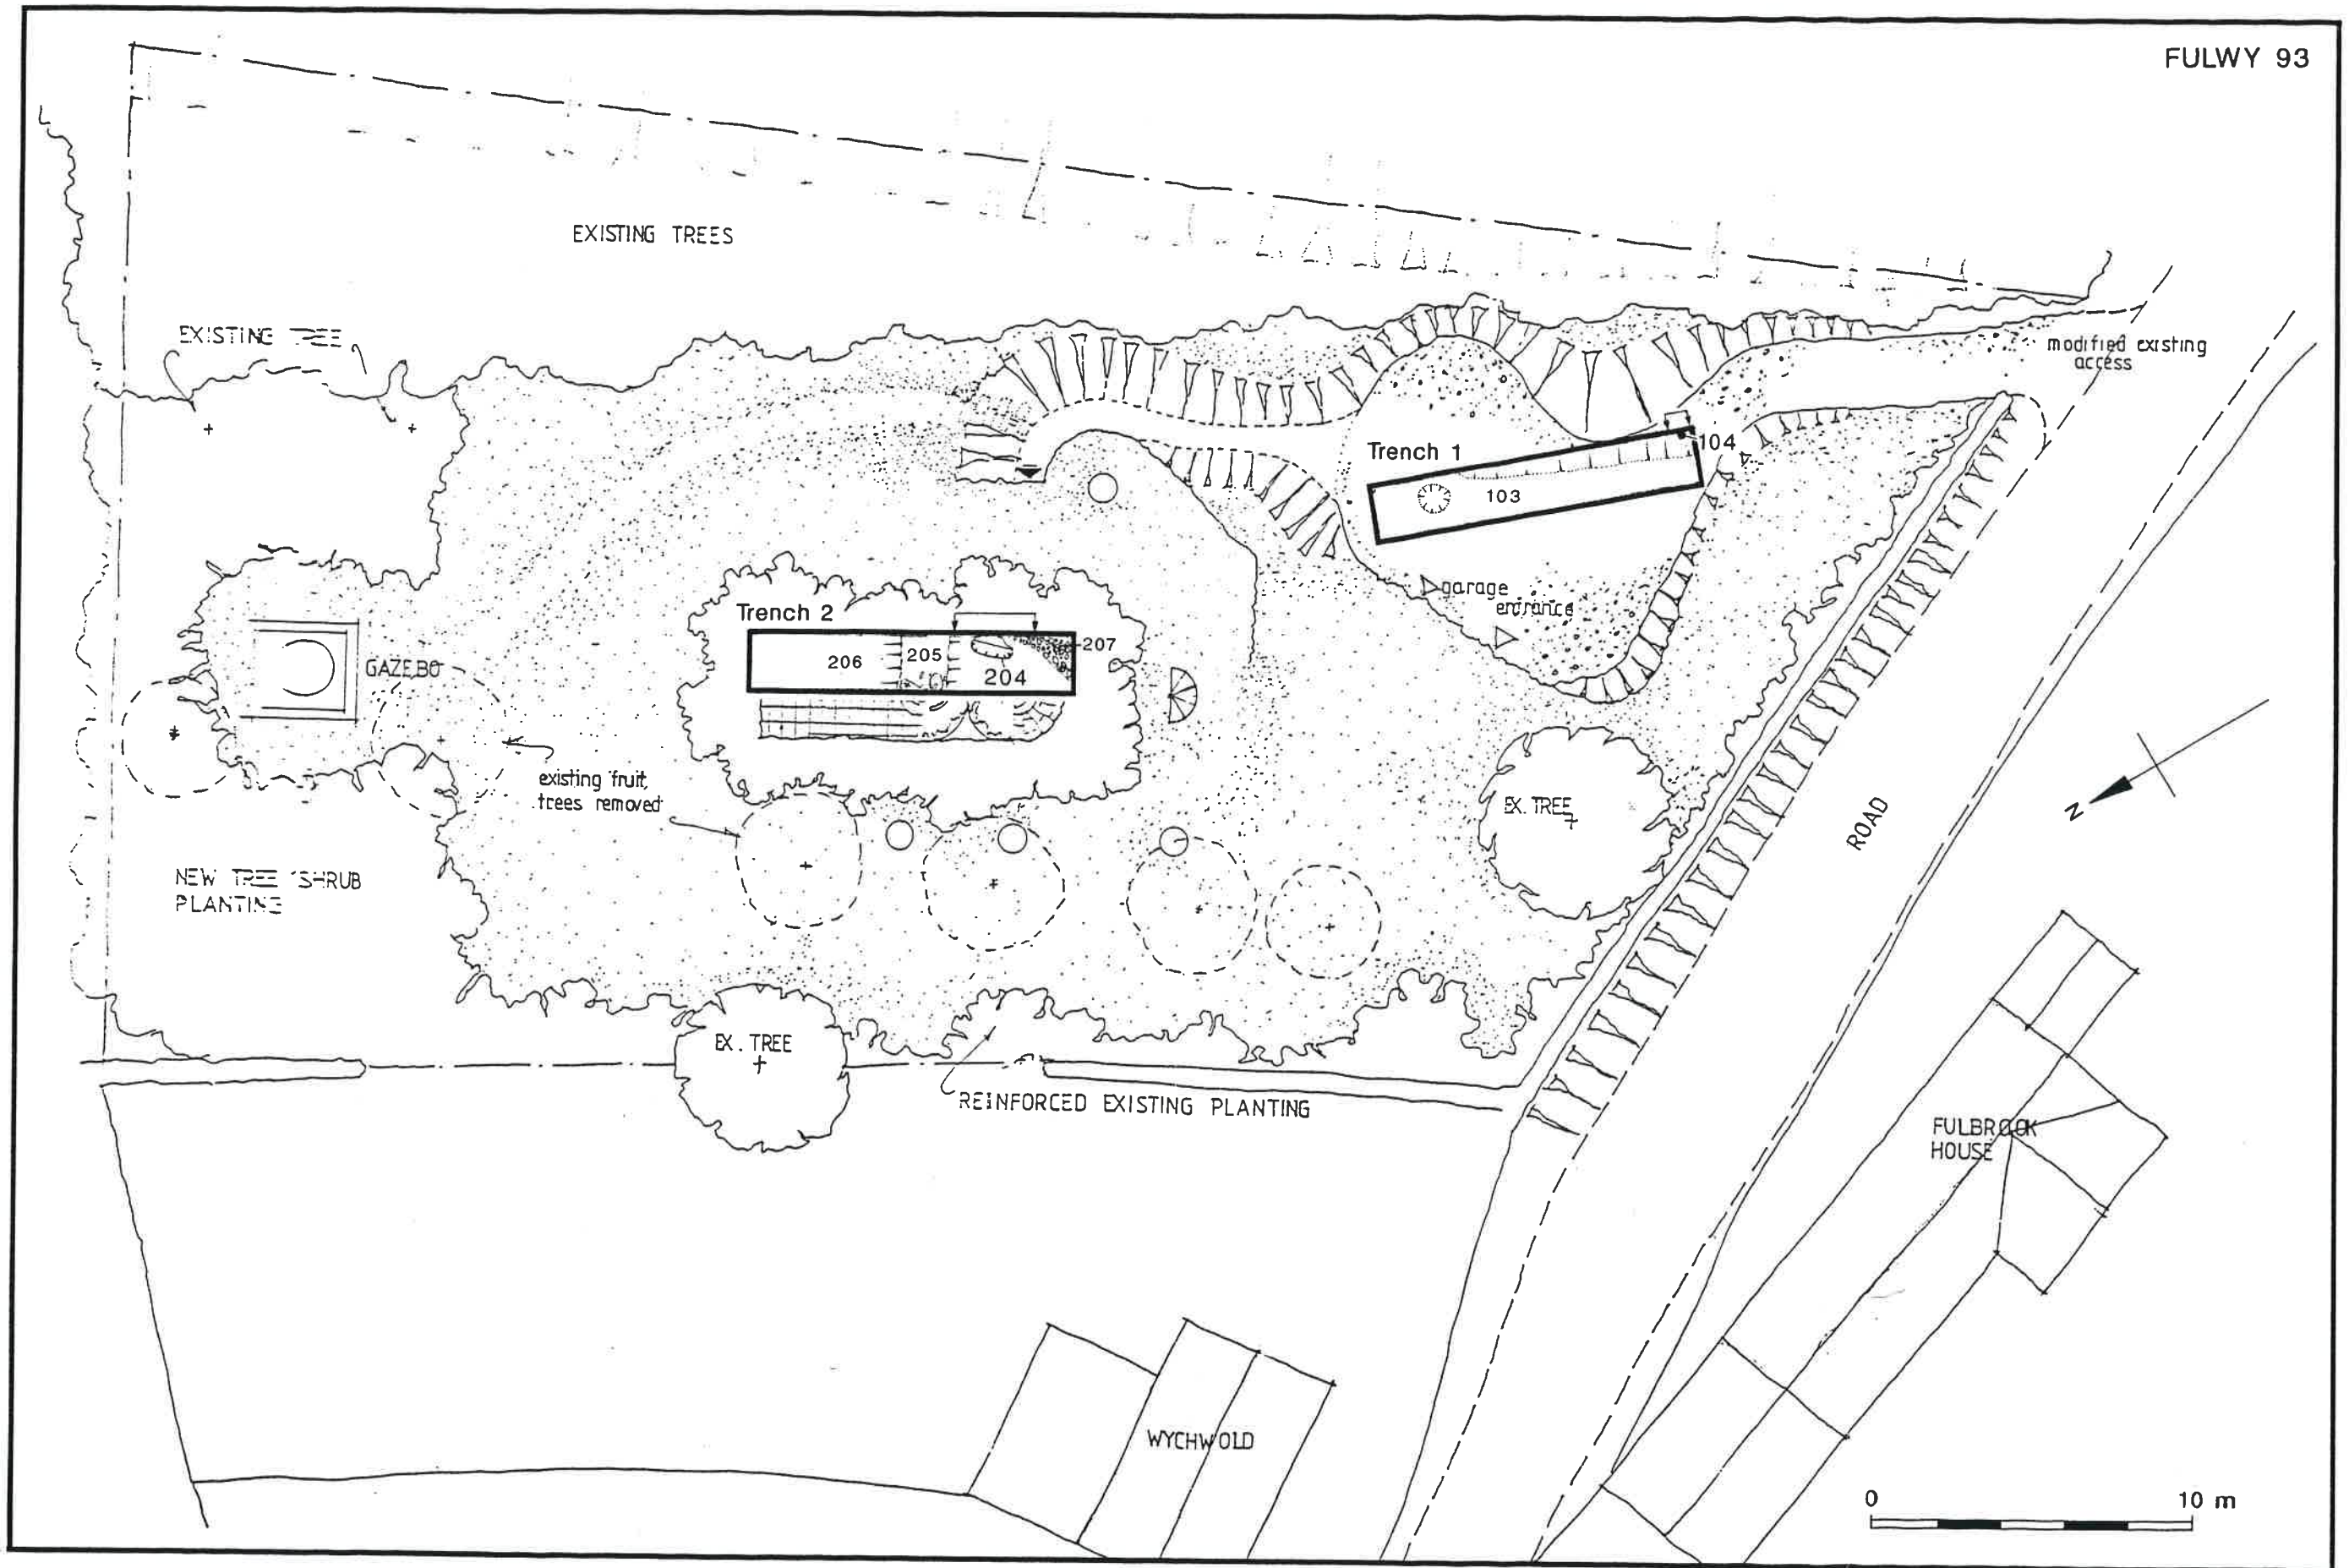 FULWY 93
EXISTING TREES
EXISTING TREE
modified existing
access
Trench 1
104
103
garage
entrance
Trench 2
206
205
204
207
GAZEBO
existing fruit
trees removed
EX. TREE
N
ROAD
NEW TREE SHRUB
PLANTING
EX. TREE
REINFORCED EXISTING PLANTING
FULBROOK
HOUSE
WYCHWOLD
0
10 m